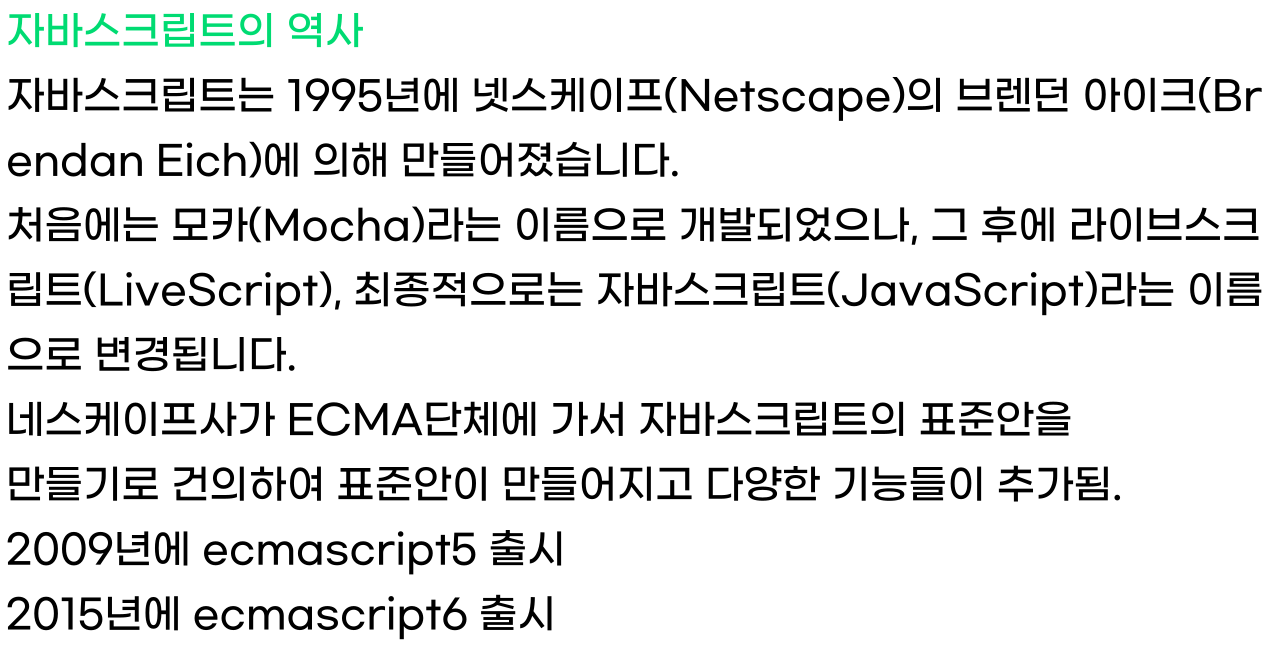 자바스크립트의 역사
자바스크립트는 1995년에 넷스케이프(Netscape)의 브렌던 아이크(Br
endan Eich)에 의해 만들어졌습니다.
처음에는 모카(Mocha)라는 이름으로 개발되었으나, 그 후에 라이브스크
립트(LiveScript), 최종적으로는 자바스크립트(JavaScript)라는 이름
으로 변경됩니다.
네스케이프사가 ECMA단체에 가서 자바스크립트의 표준안을
만들기로 건의하여 표준안이 만들어지고 다양한 기능들이 추가됨.
2009년에 ecmascript5 출시
2015년에 ecmascript6 출시